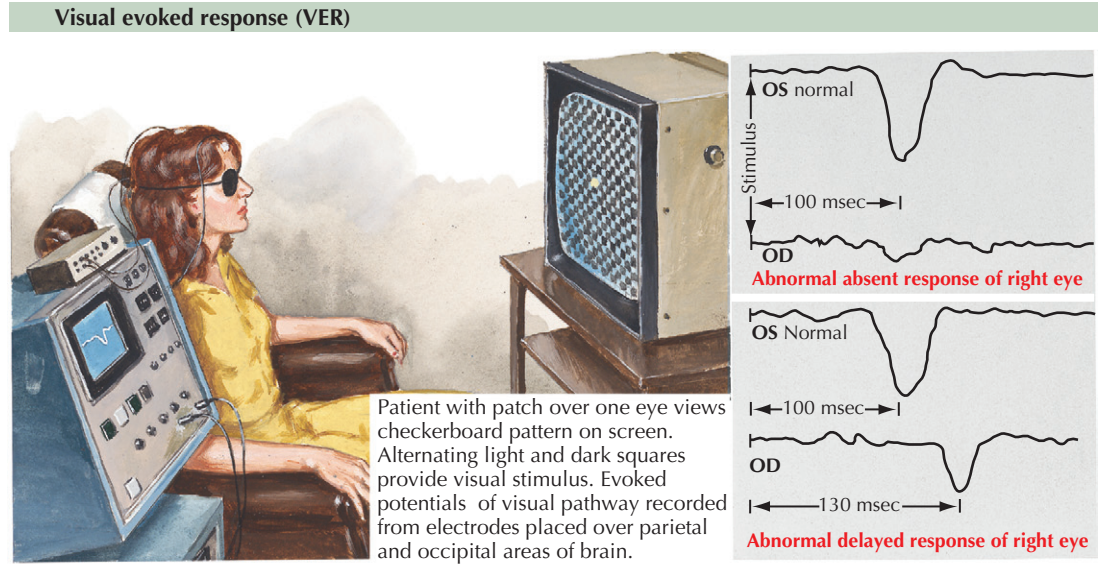 Visual evoked response (VER)
OS normal
Stimulus
100 msec
OD
Abnormal absent response of right eye
OS Normal
100 msec
OD
130 msec
Abnormal delayed response of right eye
Patient with patch over one eye views
checkerboard pattern on screen.
Alternating light and dark squares
provide visual stimulus. Evoked
potentials of visual pathway recorded
from electrodes placed over parietal
and occipital areas of brain.